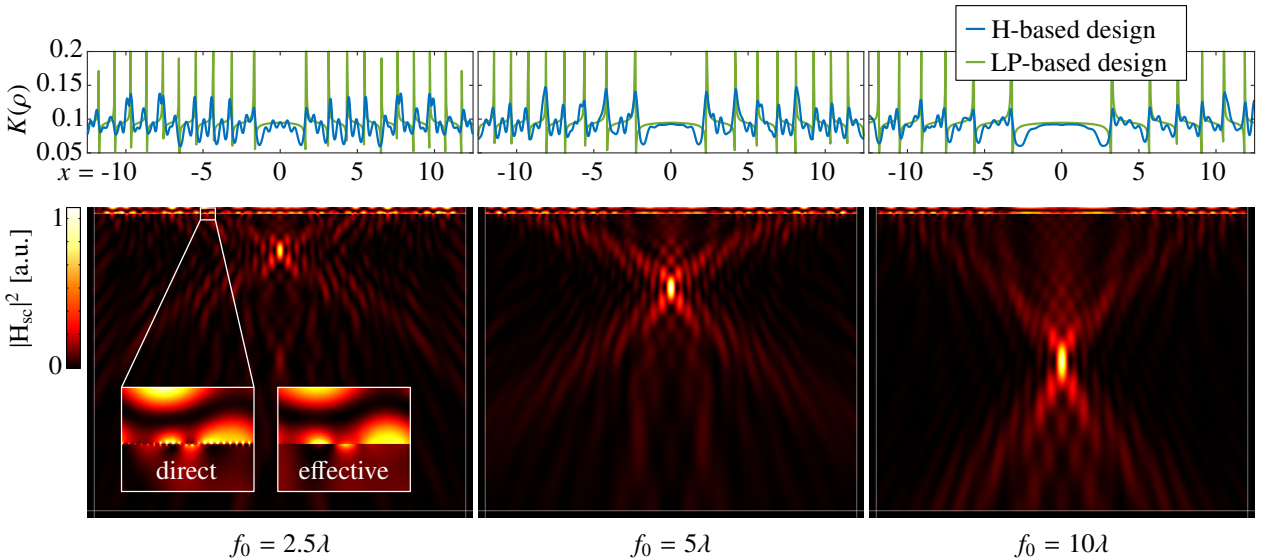 H-based design
LP-based design
K(ρ)
0.2
0.15
0.1
0.05
x = -10 -5 0 5 10 -10 -5 0 5 10 -10 -5 0 5 10
|H_sc|^2 [a.u.]
1
0
direct effective
f_0 = 2.5λ f_0 = 5λ f_0 = 10λ